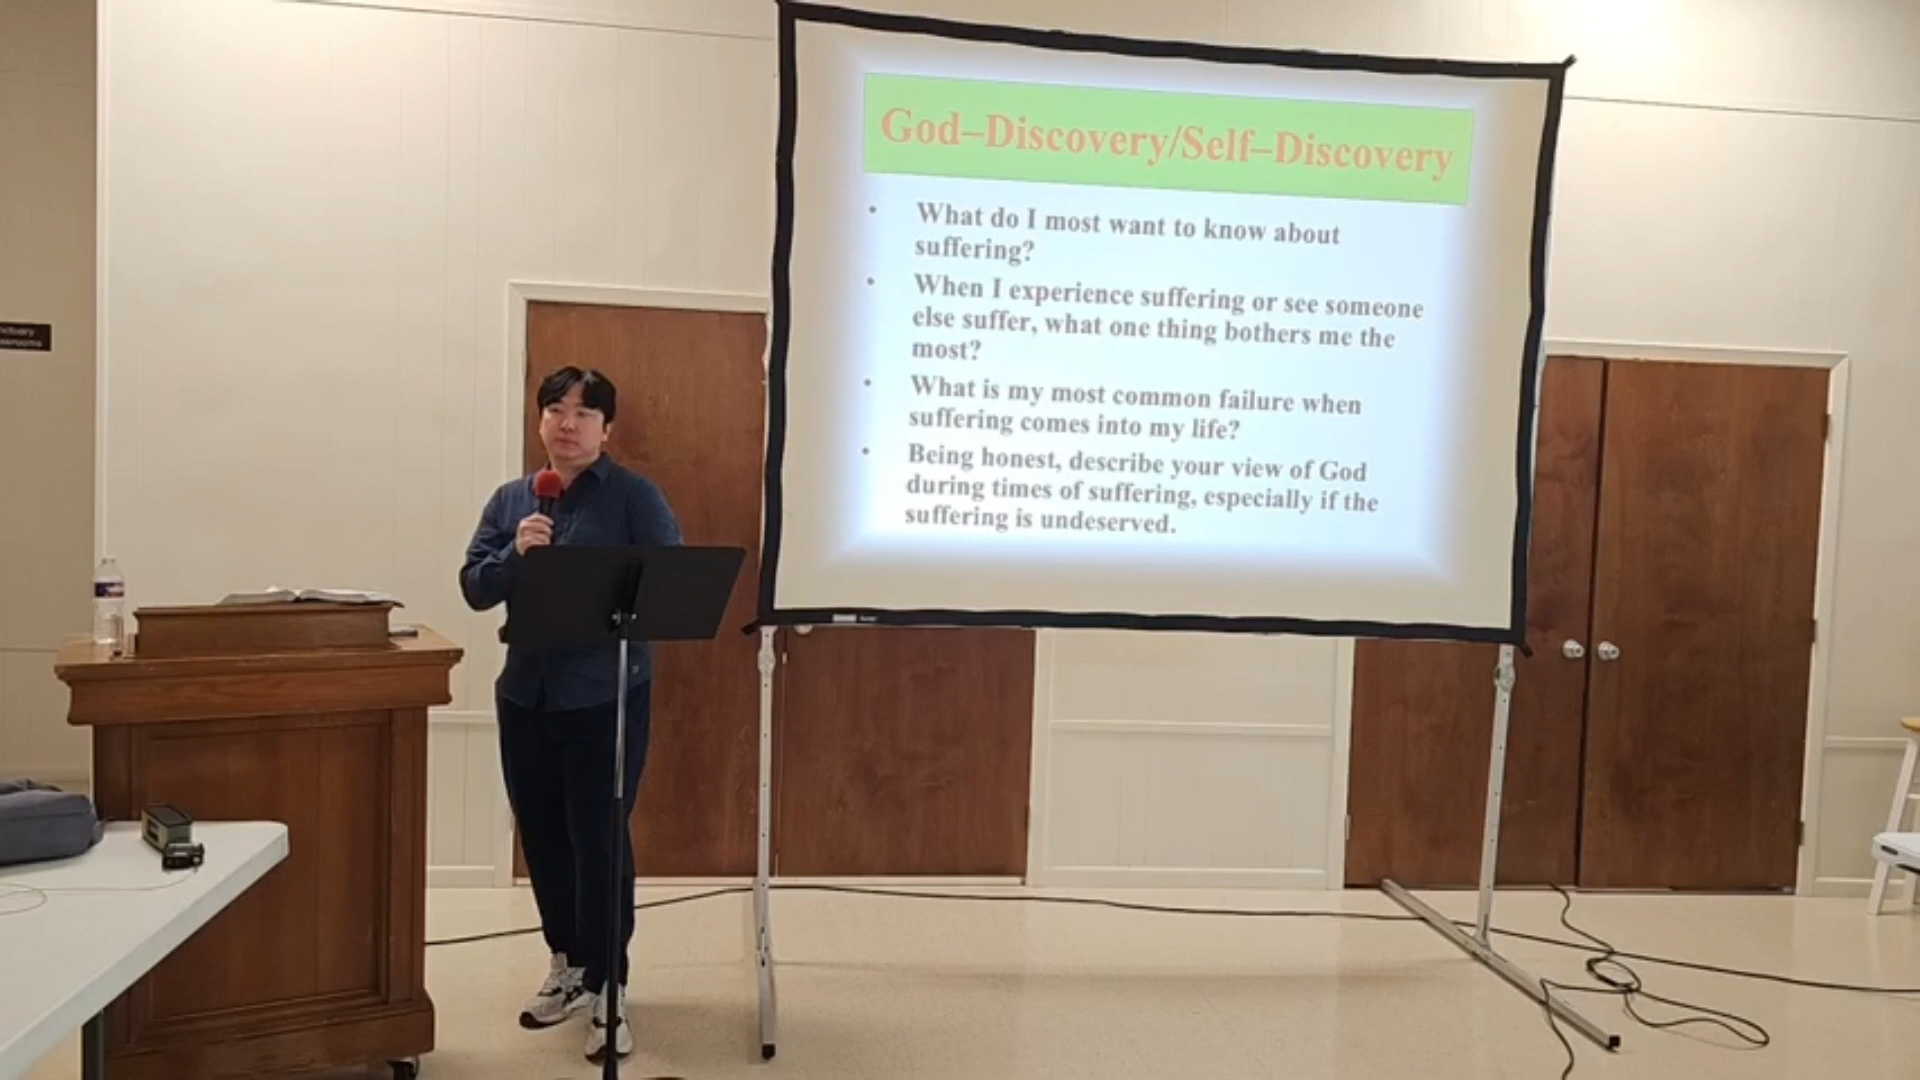 God–Discovery/Self–Discovery
• What do I most want to know about
suffering?
• When I experience suffering or see someone
else suffer, what one thing bothers me the
most?
• What is my most common failure when
suffering comes into my life?
• Being honest, describe your view of God
during times of suffering, especially if the
suffering is undeserved.